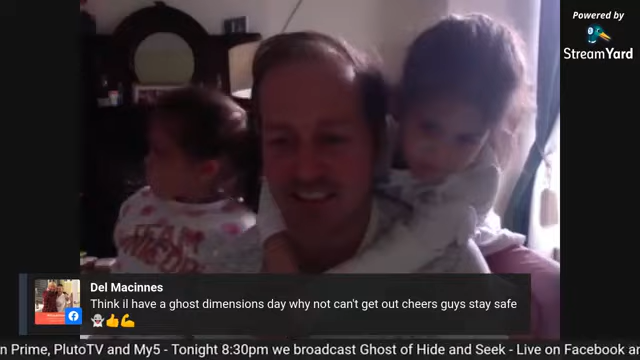 Powered by
StreamYard
Del Macinnes
Think il have a ghost dimensions day why not can't get out cheers guys stay safe
👻👍💪
n Prime, PlutoTV and My5 - Tonight 8:30pm we broadcast Ghost of Hide and Seek - Live on Facebook a